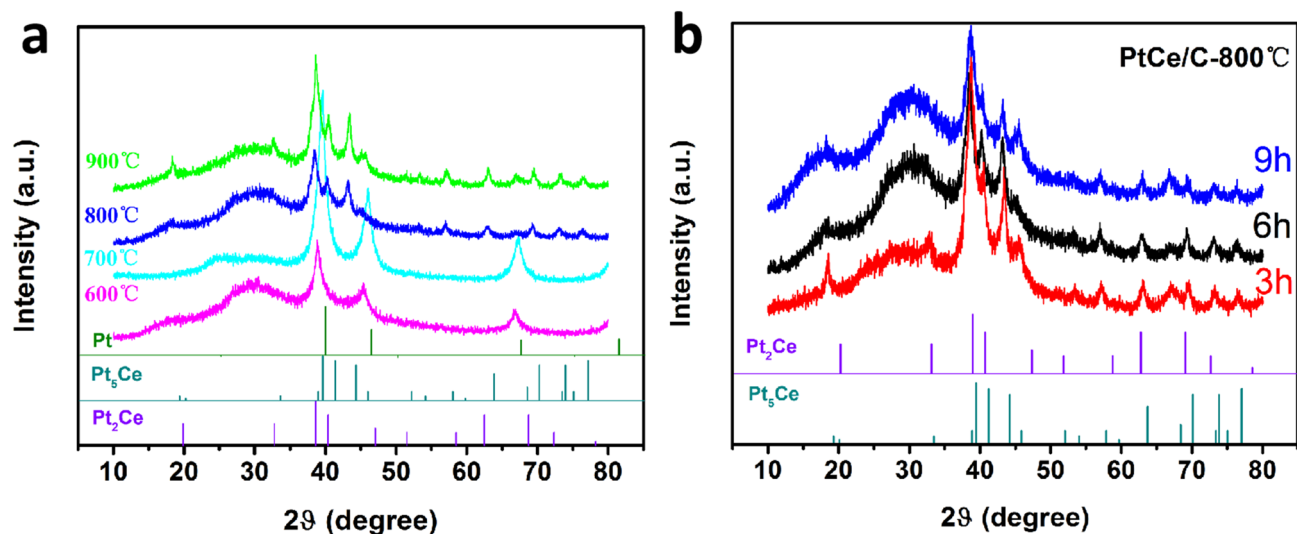 a
Intensity (a.u.)
900℃
800℃
700℃
600℃
Pt
Pt₅Ce
Pt₂Ce
10 20 30 40 50 60 70 80
2ϑ (degree)
b
PtCe/C-800℃
Intensity (a.u.)
9h
6h
3h
Pt₂Ce
Pt₅Ce
10 20 30 40 50 60 70 80
2ϑ (degree)